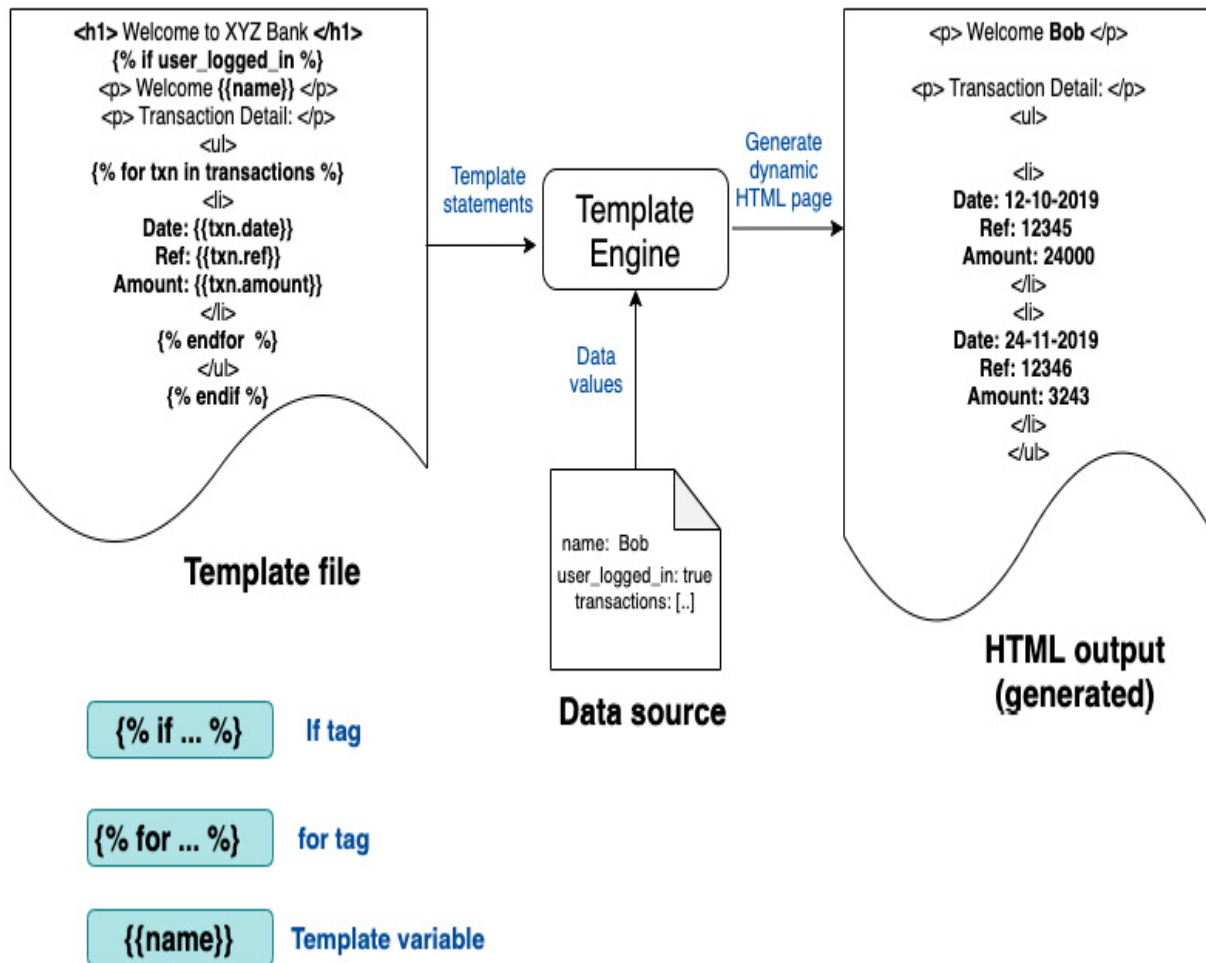 <h1> Welcome to XYZ Bank </h1>
{% if user_logged_in %}
<p> Welcome {{name}} </p>
<p> Transaction Detail: </p>
<ul>
{% for txn in transactions %}
<li>
Date: {{txn.date}}
Ref: {{txn.ref}}
Amount: {{txn.amount}}
</li>
{% endfor  %}
</ul>
{% endif %}
Template file
Template
statements
Template
Engine
Data
values
name:  Bob
user_logged_in: true
transactions: [..]
Data source
Generate
dynamic
HTML page
<p> Welcome Bob </p>
<p> Transaction Detail: </p>
<ul>
<li>
Date: 12-10-2019
Ref: 12345
Amount: 24000
</li>
<li>
Date: 24-11-2019
Ref: 12346
Amount: 3243
</li>
</ul>
HTML output
(generated)
{% if ... %}
If tag
{% for ... %}
for tag
{{name}}
Template variable